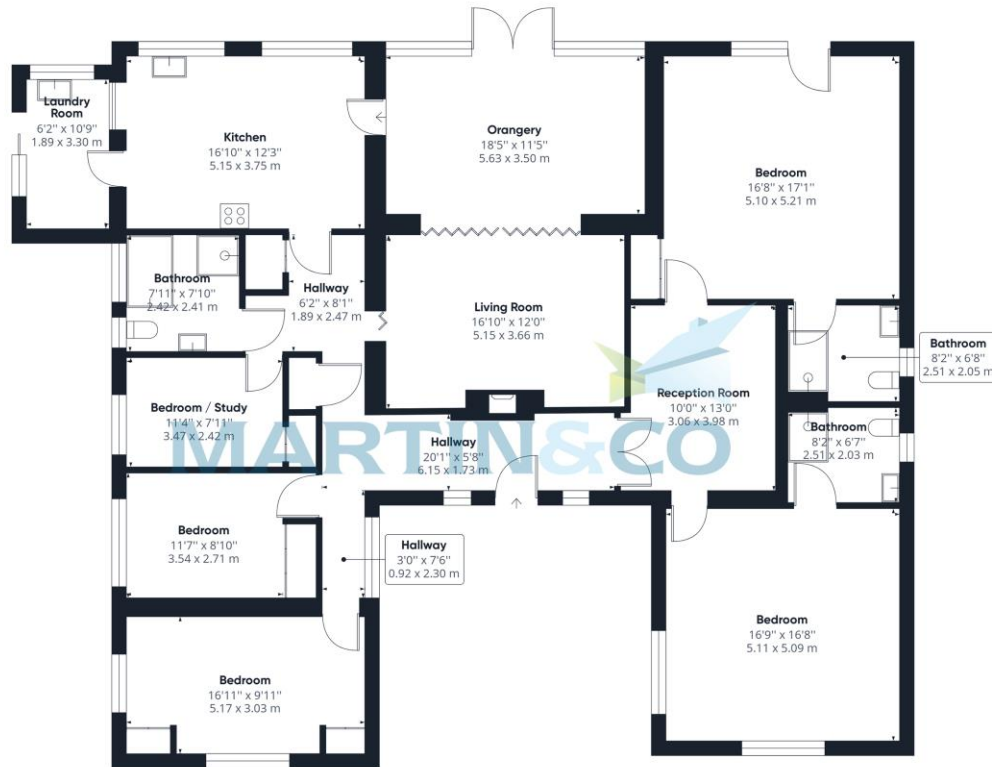 Laundry
Room
6'2" x 10'9"
1.89 x 3.30 m
Kitchen
16'10" x 12'3"
5.15 x 3.75 m
Orangery
18'5" x 11'5"
5.63 x 3.50 m
Bedroom
16'8" x 17'1"
5.10 x 5.21 m
Bathroom
7'11" x 7'10"
2.42 x 2.41 m
Hallway
6'2" x 8'1"
1.89 x 2.47 m
Living Room
16'10" x 12'0"
5.15 x 3.66 m
Reception Room
10'0" x 13'0"
3.06 x 3.98 m
Bathroom
8'2" x 6'8"
2.51 x 2.05 m
Bathroom
8'2" x 6'7"
2.51 x 2.03 m
Bedroom / Study
11'4" x 7'11"
3.47 x 2.42 m
MARTIN&CO
Hallway
20'1" x 5'8"
6.15 x 1.73 m
Bedroom
11'7" x 8'10"
3.54 x 2.71 m
Hallway
3'0" x 7'6"
0.92 x 2.30 m
Bedroom
16'9" x 16'8"
5.11 x 5.09 m
Bedroom
16'11" x 9'11"
5.17 x 3.03 m